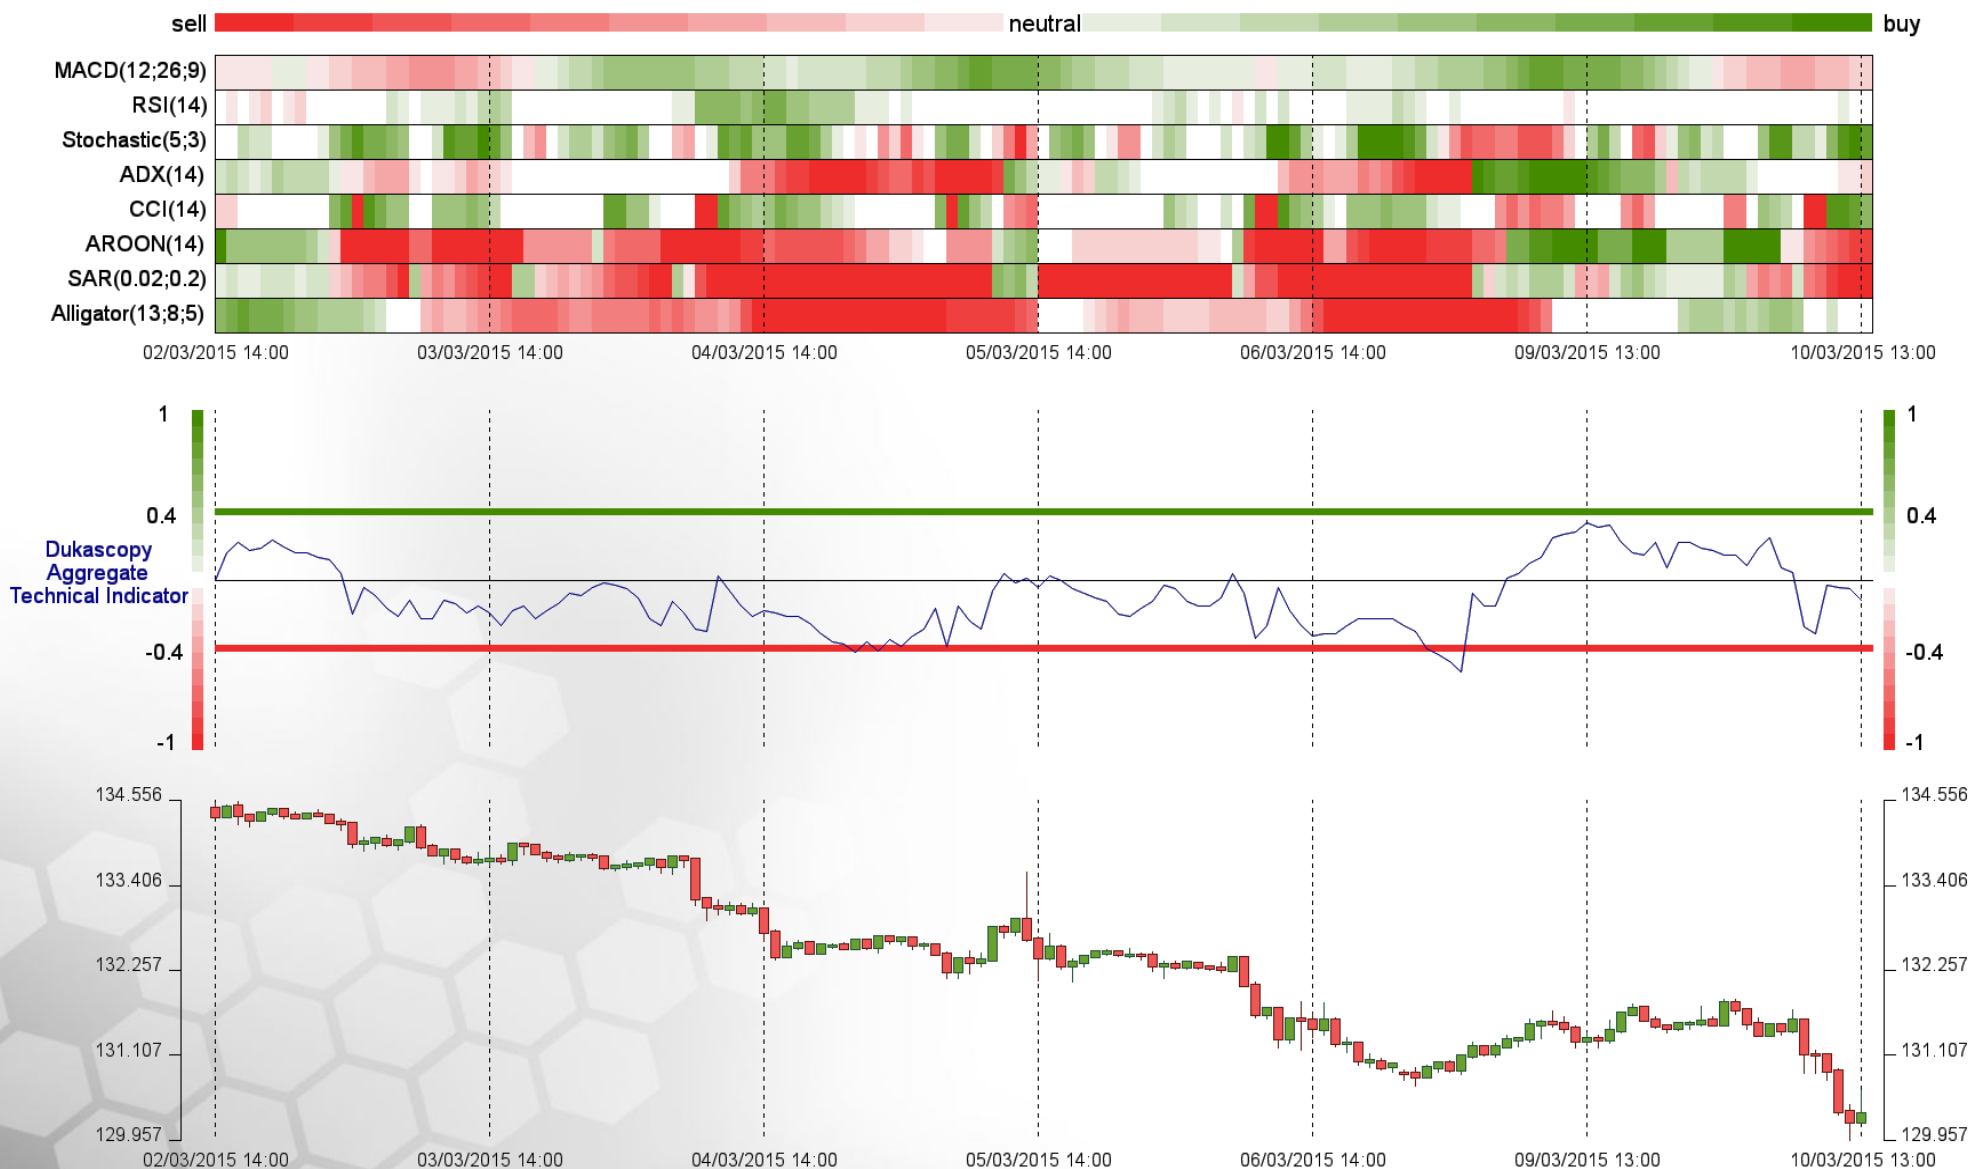 sell neutral buy
MACD(12;26;9)
RSI(14)
Stochastic(5;3)
ADX(14)
CCI(14)
AROON(14)
SAR(0.02;0.2)
Alligator(13;8;5)
02/03/2015 14:00 03/03/2015 14:00 04/03/2015 14:00 05/03/2015 14:00 06/03/2015 14:00 09/03/2015 13:00 10/03/2015 13:00
1 1
0.4 0.4
Dukascopy
Aggregate
Technical Indicator
-0.4 -0.4
-1 -1
134.556 134.556
133.406 133.406
132.257 132.257
131.107 131.107
129.957 129.957
02/03/2015 14:00 03/03/2015 14:00 04/03/2015 14:00 05/03/2015 14:00 06/03/2015 14:00 09/03/2015 13:00 10/03/2015 13:00